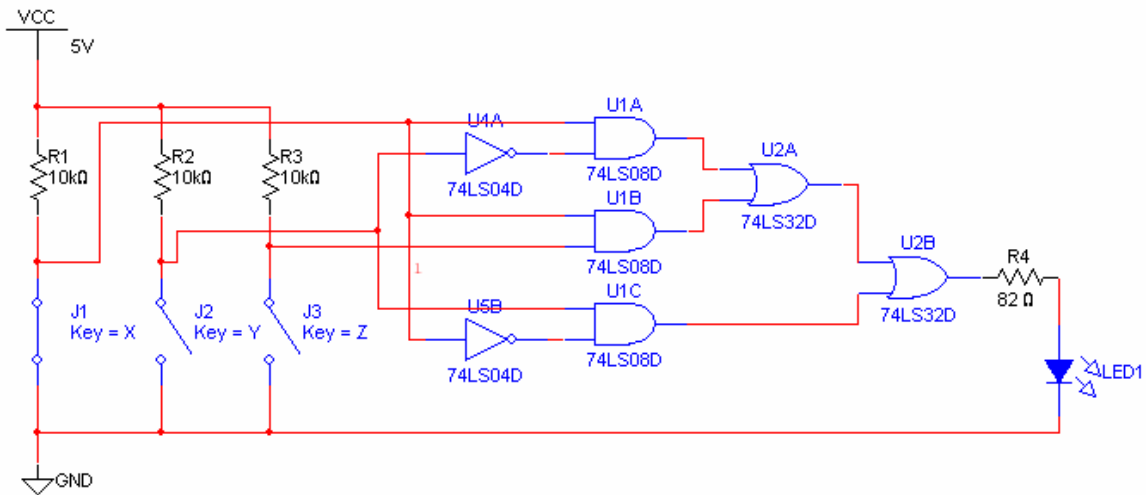 VCC
5V
R1
10kΩ
R2
10kΩ
R3
10kΩ
J1
Key = X
J2
Key = Y
J3
Key = Z
GND
U4A
74LS04D
U1A
74LS08D
U1B
74LS08D
1
U5B
74LS04D
U1C
74LS08D
U2A
74LS32D
U2B
74LS32D
R4
82 Ω
LED1